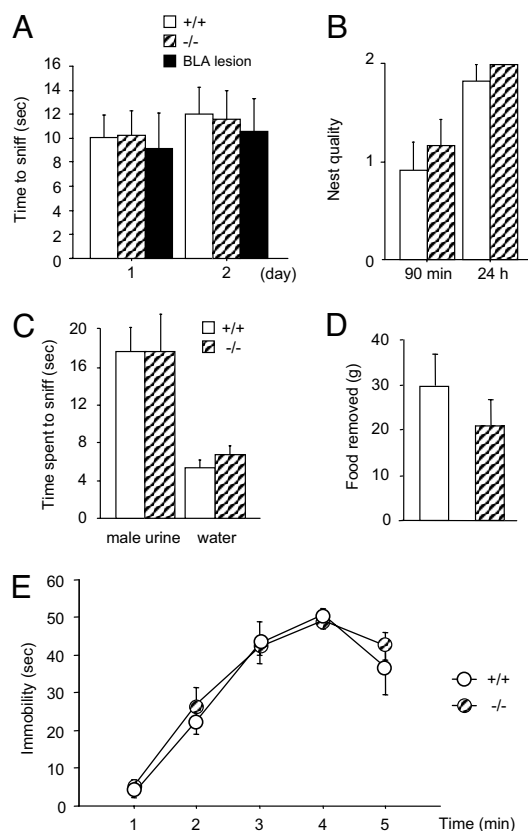 A
+/+
-/-
BLA lesion
Time to sniff (sec)
16
14
12
10
8
6
4
2
0
1 2 (day)
B
Nest quality
2
1
0
90 min 24 h
C
+/+
-/-
Time spent to sniff (sec)
20
16
12
8
4
0
male urine water
D
Food removed (g)
40
30
20
10
0
E
Immobility (sec)
60
50
40
30
20
10
0
+/+
-/-
1 2 3 4 5 Time (min)